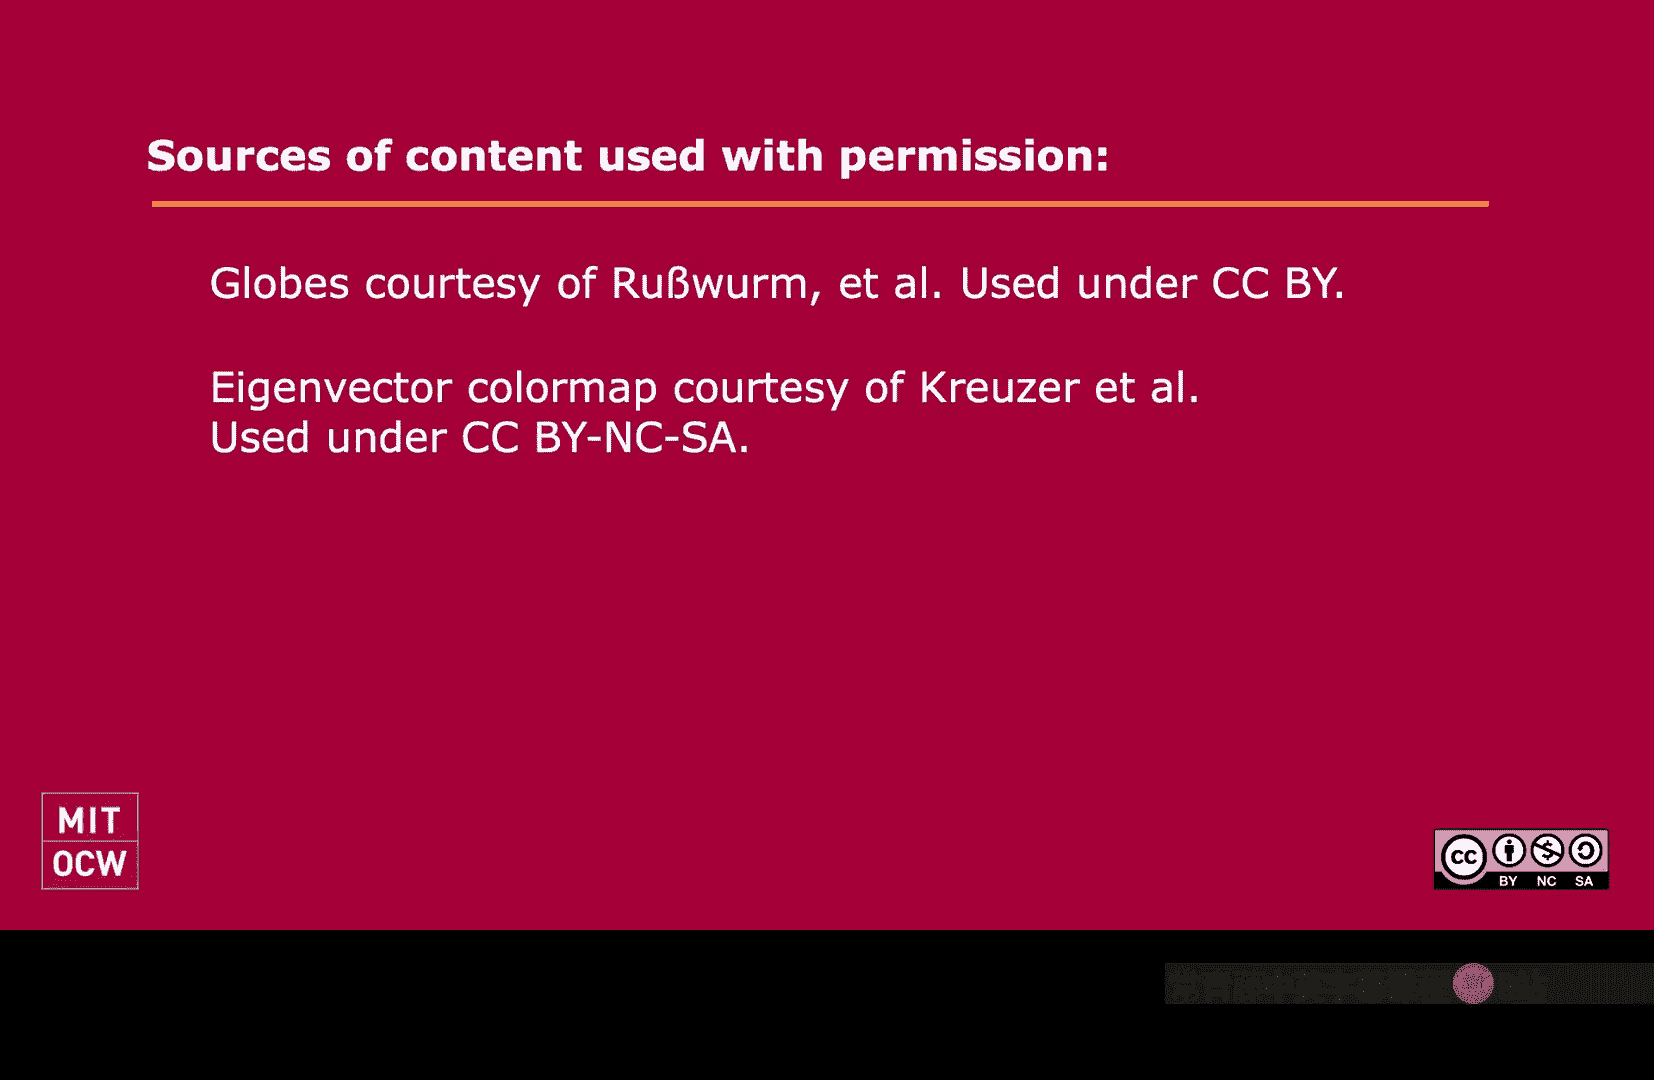 Sources of content used with permission:
Globes courtesy of Rußwurm, et al. Used under CC BY.
Eigenvector colormap courtesy of Kreuzer et al.
Used under CC BY-NC-SA.
MIT
OCW
cc
BY NC SA